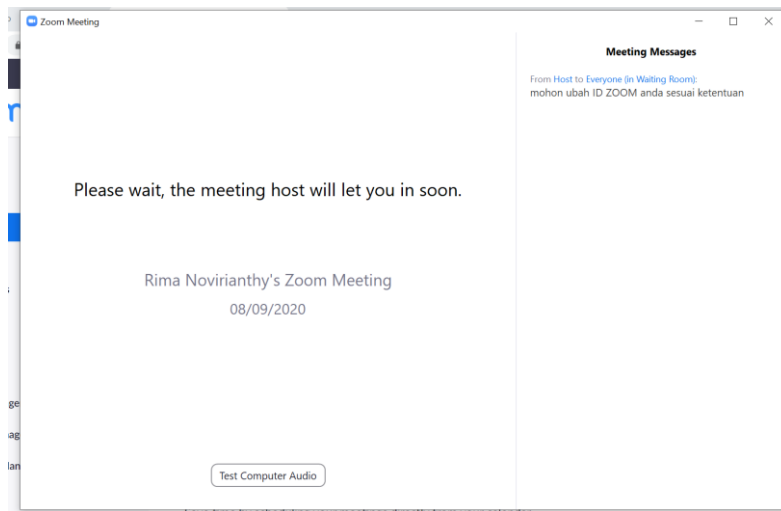 Zoom Meeting
Meeting Messages
From Host to Everyone (in Waiting Room):
mohon ubah ID ZOOM anda sesuai ketentuan
Please wait, the meeting host will let you in soon.
Rima Novirianthy's Zoom Meeting
08/09/2020
Test Computer Audio